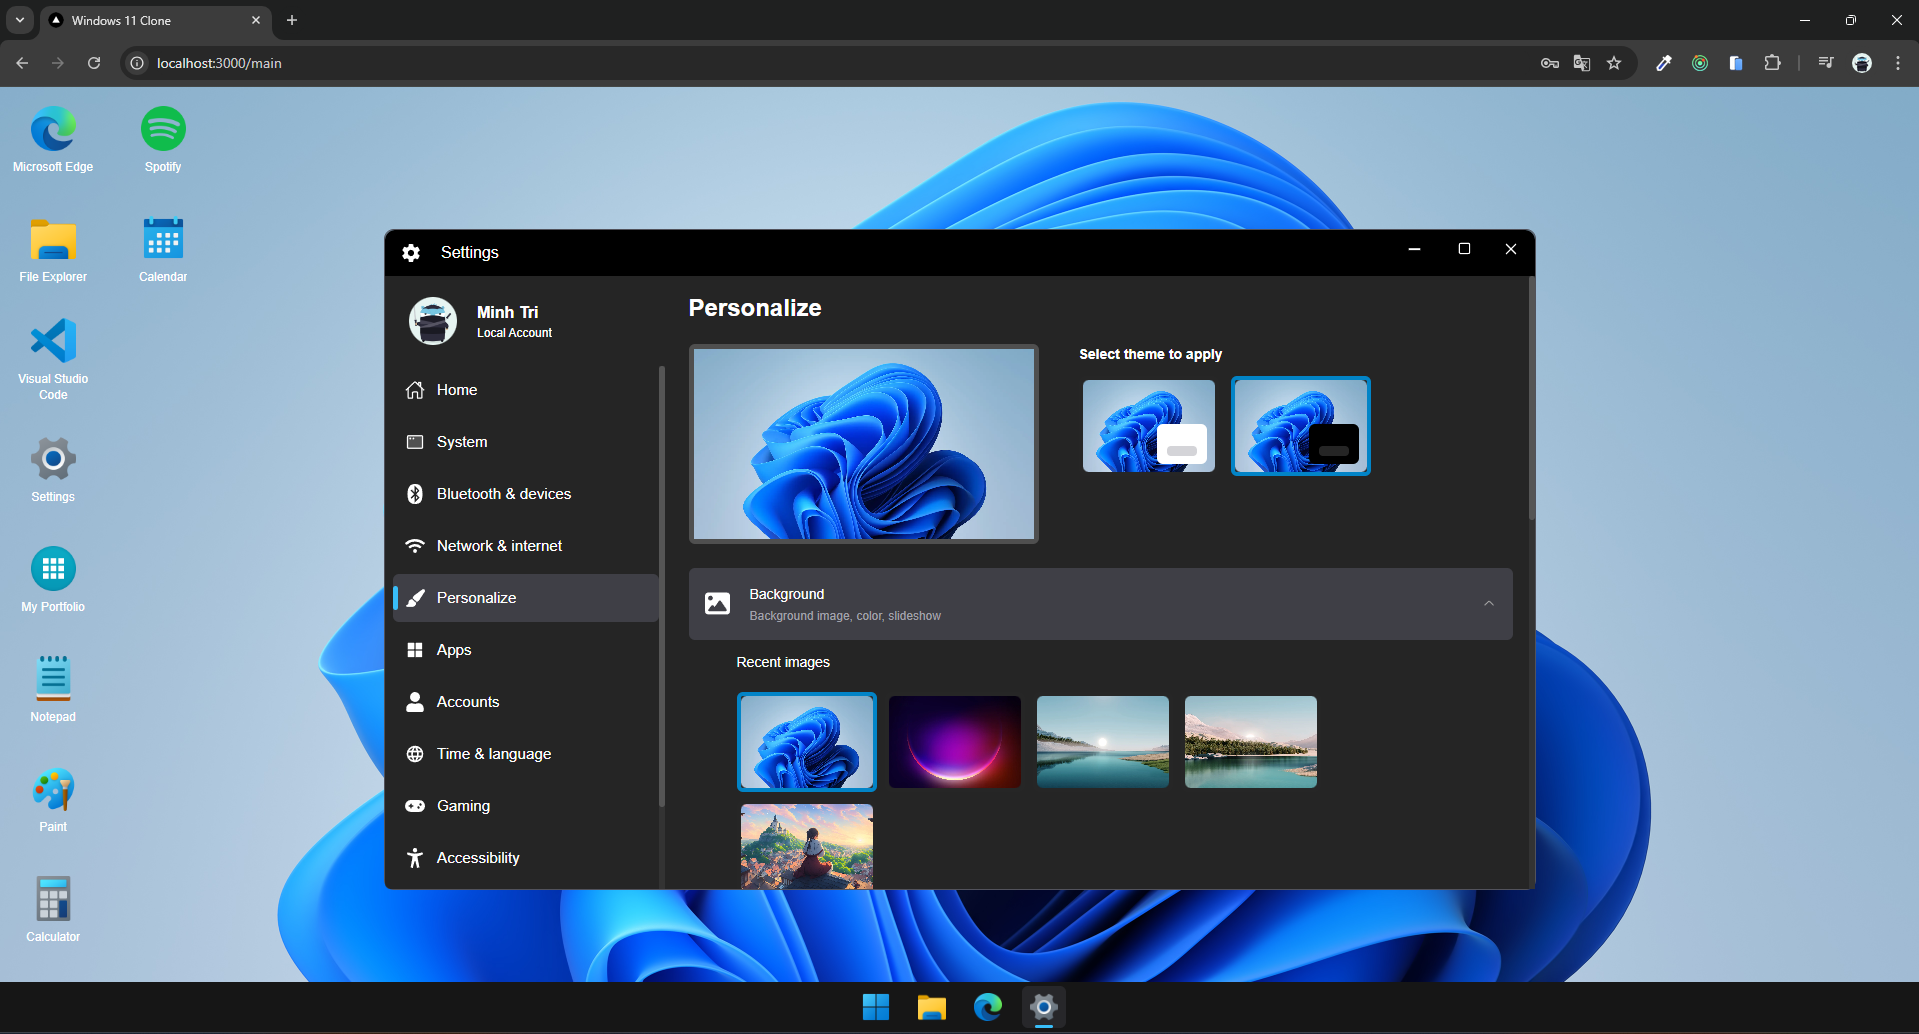 Windows 11 Clone
localhost:3000/main
Microsoft Edge
Spotify
File Explorer
Calendar
Visual Studio
Code
Settings
My Portfolio
Notepad
Paint
Calculator
Settings
Minh Tri
Local Account
Home
System
Bluetooth & devices
Network & internet
Personalize
Apps
Accounts
Time & language
Gaming
Accessibility
Personalize
Select theme to apply
Background
Background image, color, slideshow
Recent images